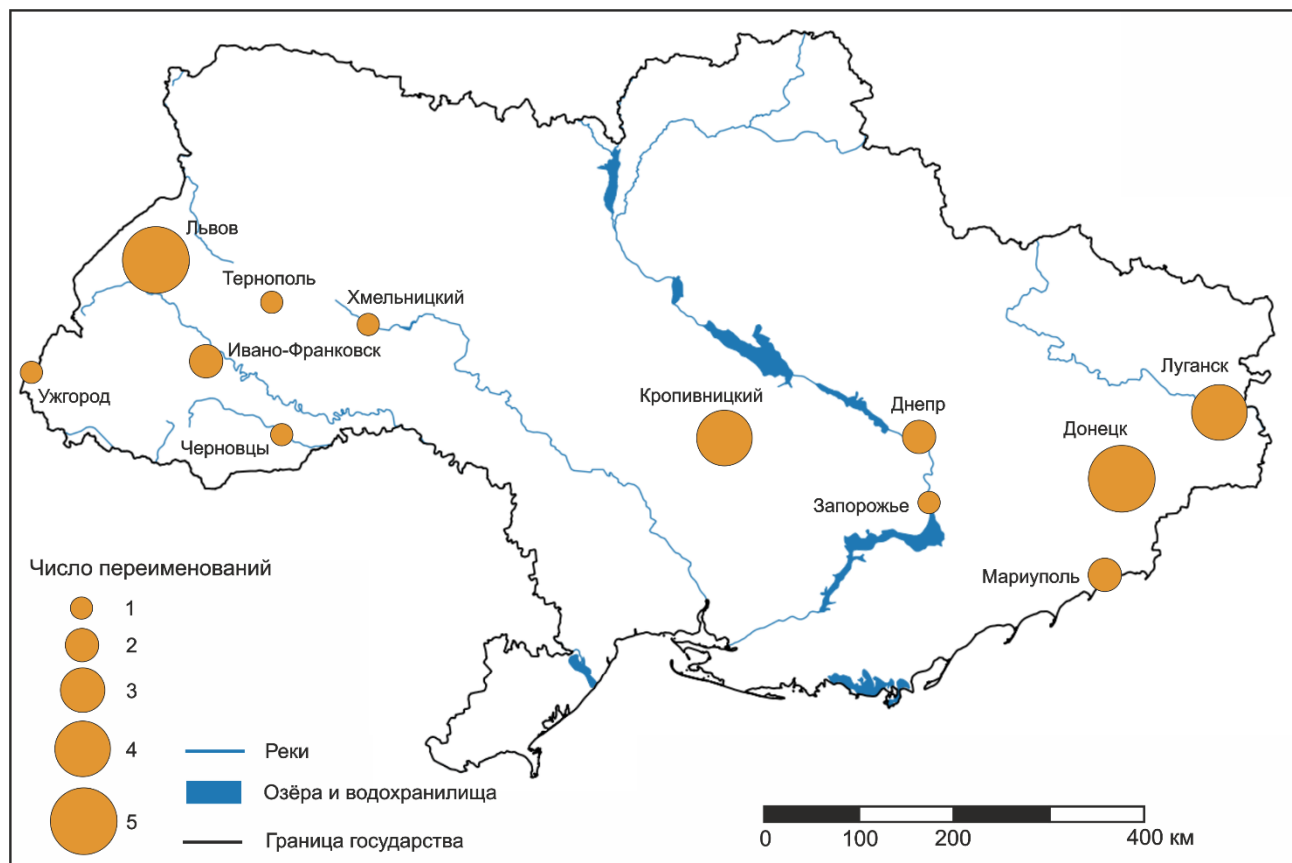 Львов
Тернополь
Хмельницкий
Ивано-Франковск
Ужгород
Черновцы
Кропивницкий
Днепр
Запорожье
Луганск
Донецк
Мариуполь
Число переименований
1
2
3
4
5
Реки
Озёра и водохранилища
Граница государства
0 100 200 400 км